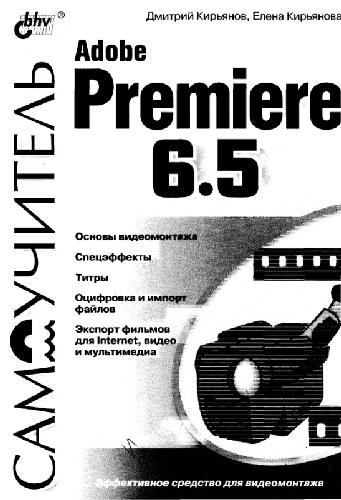 Дмитрий Кирьянов, Елена Кирьянова
bhv®
Adobe
Premiere
6.5
САМОУЧИТЕЛЬ
Основы видеомонтажа
Спецэффекты
Титры
Оцифровка и импорт
файлов
Экспорт фильмов
для Internet, видео
и мультимедиа
Эффективное средство для видеомонтажа